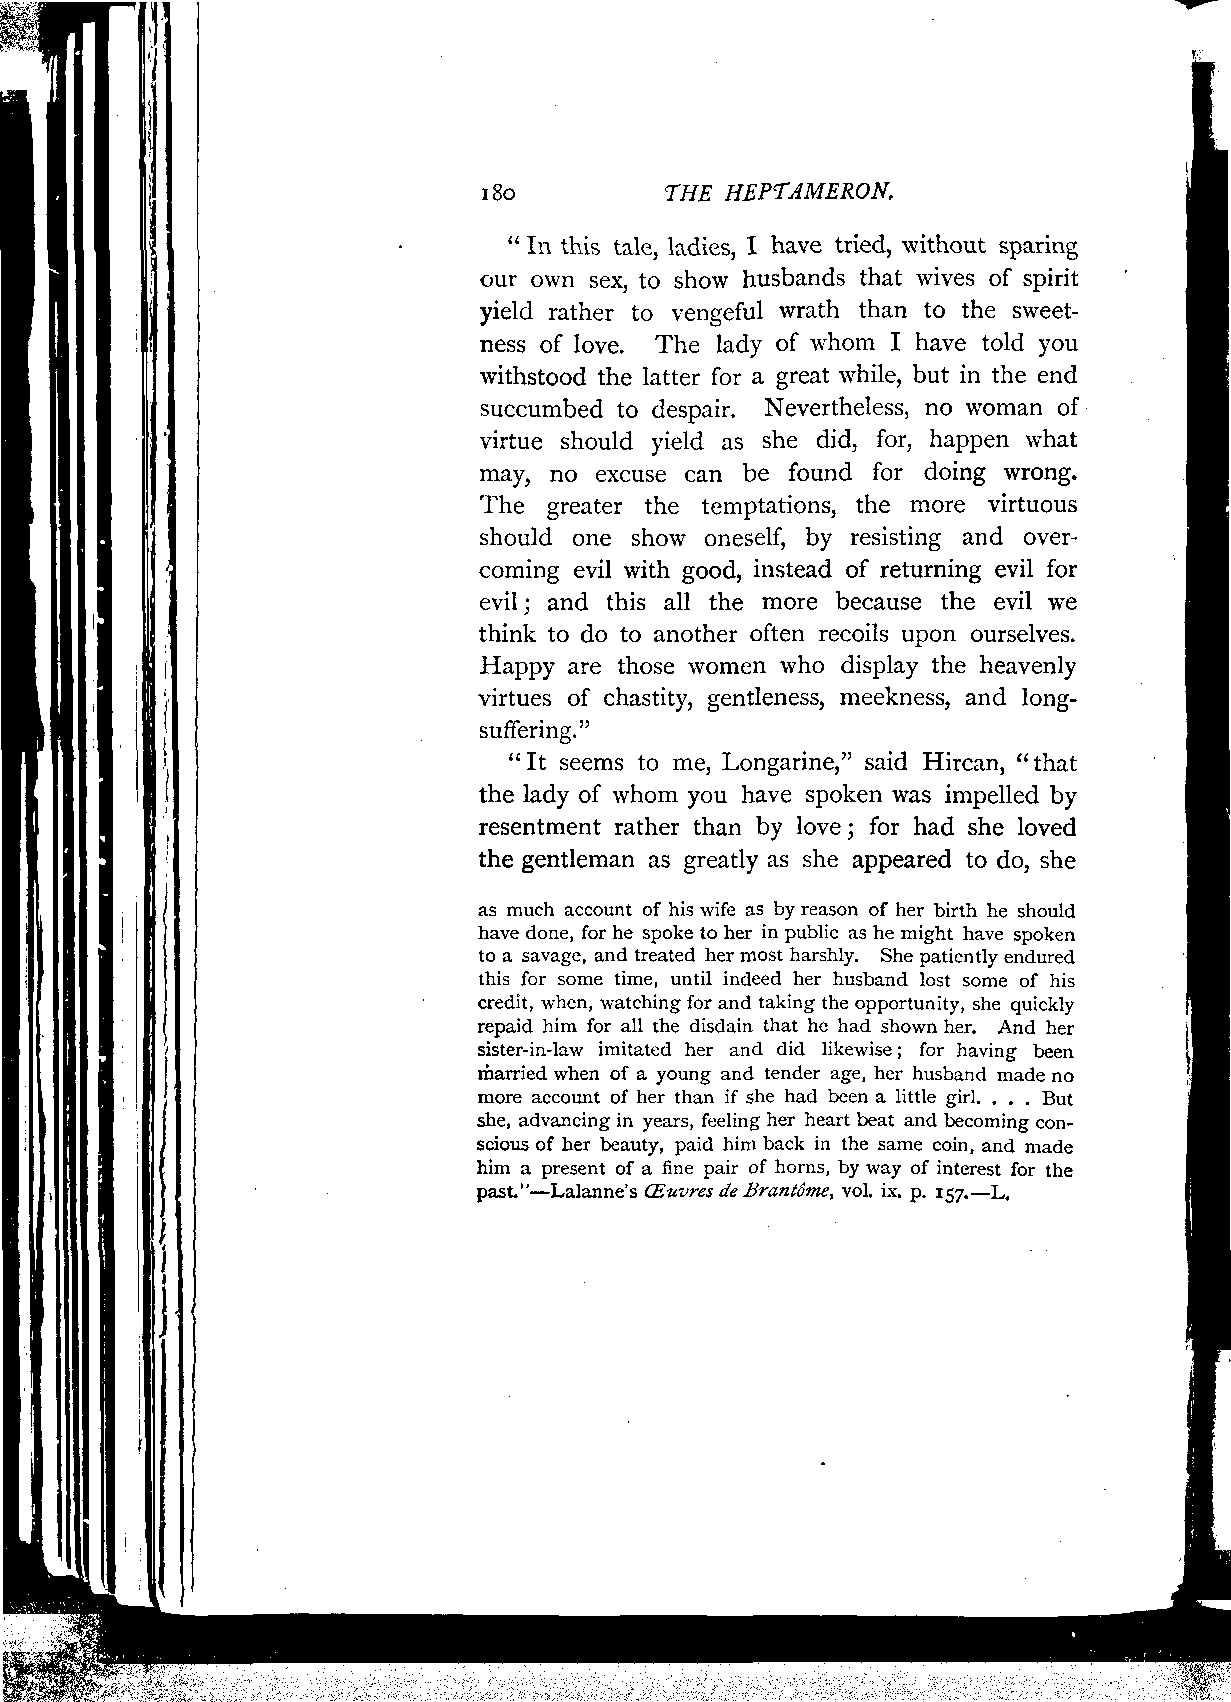 180 THE HEPTAMERON.
“ In this tale, ladies, I have tried, without sparing
our own sex, to show husbands that wives of spirit
yield rather to vengeful wrath than to the sweet-
ness of love. The lady of whom I have told you
withstood the latter for a great while, but in the end
succumbed to despair. Nevertheless, no woman of
virtue should yield as she did, for, happen what
may, no excuse can be found for doing wrong.
The greater the temptations, the more virtuous
should one show oneself, by resisting and over-
coming evil with good, instead of returning evil for
evil ; and this all the more because the evil we
think to do to another often recoils upon ourselves.
Happy are those women who display the heavenly
virtues of chastity, gentleness, meekness, and long-
suffering.”
“ It seems to me, Longarine,” said Hircan, “ that
the lady of whom you have spoken was impelled by
resentment rather than by love ; for had she loved
the gentleman as greatly as she appeared to do, she
as much account of his wife as by reason of her birth he should
have done, for he spoke to her in public as he might have spoken
to a savage, and treated her most harshly. She patiently endured
this for some time, until indeed her husband lost some of his
credit, when, watching for and taking the opportunity, she quickly
repaid him for all the disdain that he had shown her. And her
sister-in-law imitated her and did likewise ; for having been
married when of a young and tender age, her husband made no
more account of her than if she had been a little girl. . . . But
she, advancing in years, feeling her heart beat and becoming con-
scious of her beauty, paid him back in the same coin, and made
him a present of a fine pair of horns, by way of interest for the
past."—Lalanne's Œuvres de Brantôme, vol. ix. p. 157.—L.